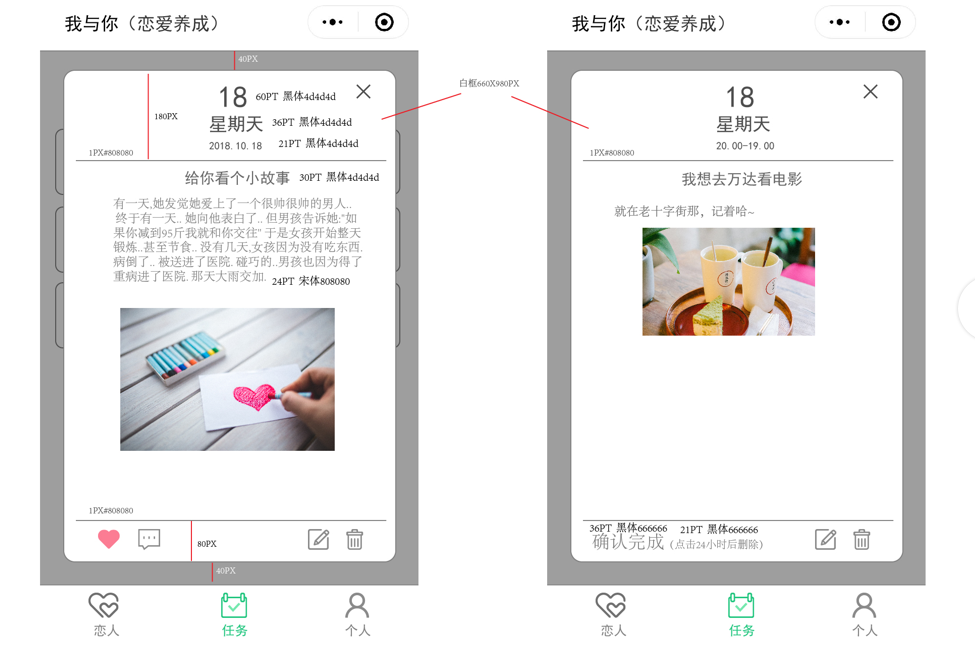 我与你（恋爱养成）
40PX
18
60PT 黑体4d4d4d
180PX
星期天
36PT 黑体4d4d4d
2018.10.18
21PT 黑体4d4d4d
1PX#808080
给你看个小故事
30PT 黑体4d4d4d
有一天,她发觉她爱上了一个很帅很帅的男人..
终于有一天.. 她向他表白了.. 但男孩告诉她:"如
果你减到95斤我就和你交往" 于是女孩开始整天
锻炼..甚至节食.. 没有几天,女孩因为没有吃东西.
病倒了.. 被送进了医院. 碰巧的..男孩也因为得了
重病进了医院. 那天大雨交加.
24PT 宋体808080
1PX#808080
80PX
40PX
恋人
任务
个人
白框660X980PX
我与你（恋爱养成）
18
星期天
20.00-19.00
1PX#808080
我想去万达看电影
就在老十字街那，记着哈~
36PT 黑体666666
21PT 黑体666666
确认完成（点击24小时后删除）
恋人
任务
个人